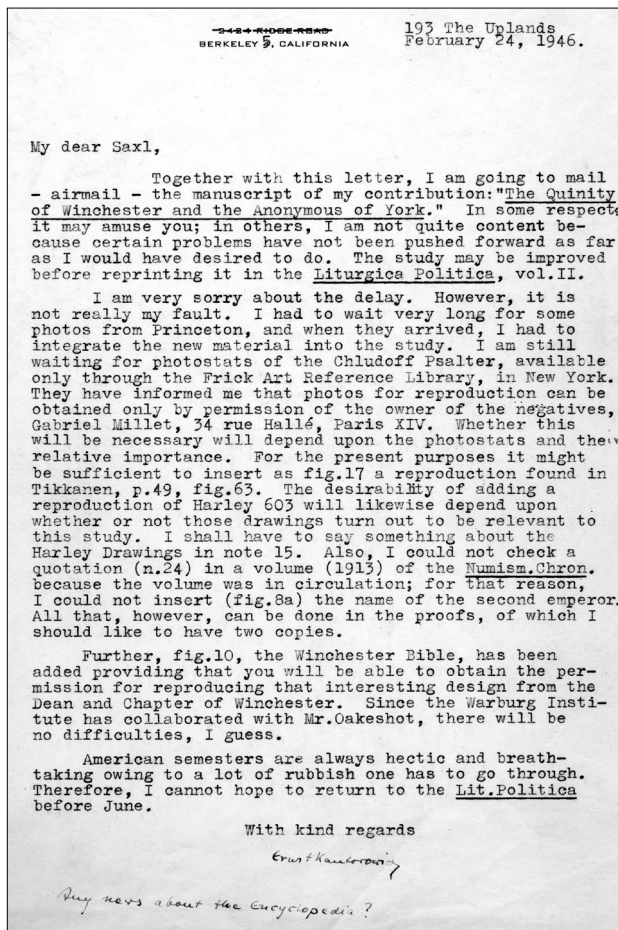 2424 RIDGE ROAD
BERKELEY 5, CALIFORNIA
193 The Uplands
February 24, 1946.
My dear Saxl,
Together with this letter, I am going to mail
- airmail - the manuscript of my contribution:"The Quinity
of Winchester and the Anonymous of York." In some respects
it may amuse you; in others, I am not quite content be-
cause certain problems have not been pushed forward as far
as I would have desired to do. The study may be improved
before reprinting it in the Liturgica Politica, vol.II.
I am very sorry about the delay. However, it is
not really my fault. I had to wait very long for some
photos from Princeton, and when they arrived, I had to
integrate the new material into the study. I am still
waiting for photostats of the Chludoff Psalter, available
only through the Frick Art Reference Library, in New York.
They have informed me that photos for reproduction can be
obtained only by permission of the owner of the negatives,
Gabriel Millet, 34 rue Hallé, Paris XIV. Whether this
will be necessary will depend upon the photostats and their
relative importance. For the present purposes it might
be sufficient to insert as fig.17 a reproduction found in
Tikkanen, p.49, fig.63. The desirability of adding a
reproduction of Harley 603 will likewise depend upon
whether or not those drawings turn out to be relevant to
this study. I shall have to say something about the
Harley Drawings in note 15. Also, I could not check a
quotation (n.24) in a volume (1913) of the Numism.Chron.
because the volume was in circulation; for that reason,
I could not insert (fig.8a) the name of the second emperor.
All that, however, can be done in the proofs, of which I
should like to have two copies.
Further, fig.10, the Winchester Bible, has been
added providing that you will be able to obtain the per-
mission for reproducing that interesting design from the
Dean and Chapter of Winchester. Since the Warburg Insti-
tute has collaborated with Mr.Oakeshot, there will be
no difficulties, I guess.
American semesters are always hectic and breath-
taking owing to a lot of rubbish one has to go through.
Therefore, I cannot hope to return to the Lit.Politica
before June.
With kind regards
Ernst Kantorowicz
Any news about the Encyclopedia?